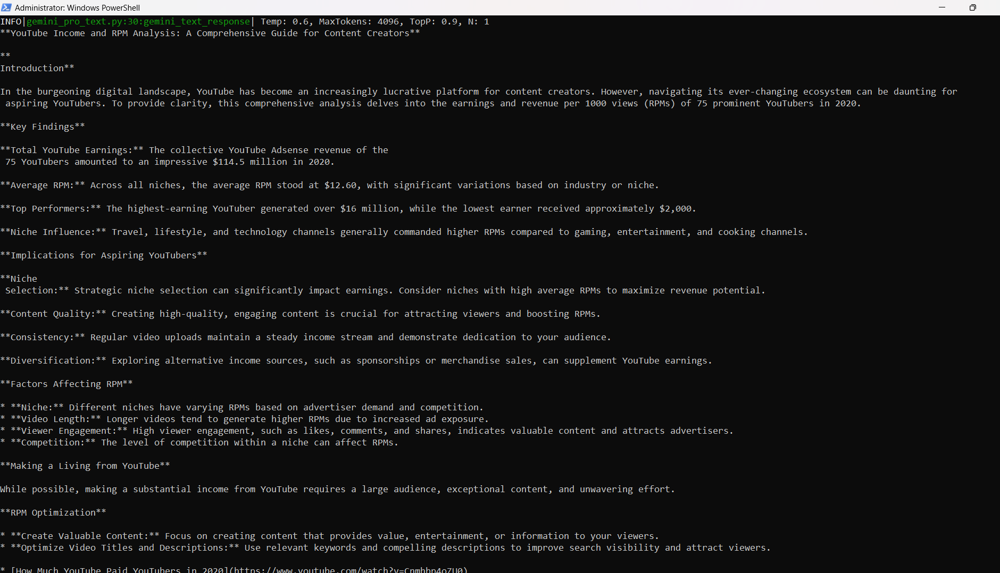 Administrator: Windows PowerShell
INFO|gemini_pro_text.py:30:gemini_text_response| Temp: 0.6, MaxTokens: 4096, TopP: 0.9, N: 1
**YouTube Income and RPM Analysis: A Comprehensive Guide for Content Creators**
**
Introduction**
In the burgeoning digital landscape, YouTube has become an increasingly lucrative platform for content creators. However, navigating its ever-changing ecosystem can be daunting for
aspiring YouTubers. To provide clarity, this comprehensive analysis delves into the earnings and revenue per 1000 views (RPMs) of 75 prominent YouTubers in 2020.
**Key Findings**
**Total YouTube Earnings:** The collective YouTube Adsense revenue of the
75 YouTubers amounted to an impressive $114.5 million in 2020.
**Average RPM:** Across all niches, the average RPM stood at $12.60, with significant variations based on industry or niche.
**Top Performers:** The highest-earning YouTuber generated over $16 million, while the lowest earner received approximately $2,000.
**Niche Influence:** Travel, lifestyle, and technology channels generally commanded higher RPMs compared to gaming, entertainment, and cooking channels.
**Implications for Aspiring YouTubers**
**Niche
Selection:** Strategic niche selection can significantly impact earnings. Consider niches with high average RPMs to maximize revenue potential.
**Content Quality:** Creating high-quality, engaging content is crucial for attracting viewers and boosting RPMs.
**Consistency:** Regular video uploads maintain a steady income stream and demonstrate dedication to your audience.
**Diversification:** Exploring alternative income sources, such as sponsorships or merchandise sales, can supplement YouTube earnings.
**Factors Affecting RPM**
* **Niche:** Different niches have varying RPMs based on advertiser demand and competition.
* **Video Length:** Longer videos tend to generate higher RPMs due to increased ad exposure.
* **Viewer Engagement:** High viewer engagement, such as likes, comments, and shares, indicates valuable content and attracts advertisers.
* **Competition:** The level of competition within a niche can affect RPMs.
**Making a Living from YouTube**
While possible, making a substantial income from YouTube requires a large audience, exceptional content, and unwavering effort.
**RPM Optimization**
* **Create Valuable Content:** Focus on creating content that provides value, entertainment, or information to your viewers.
* **Optimize Video Titles and Descriptions:** Use relevant keywords and compelling descriptions to improve search visibility and attract viewers.
* [How Much YouTube Paid YouTubers in 2020](https://www.youtube.com/watch?v=Cnmhbp4oZU0)